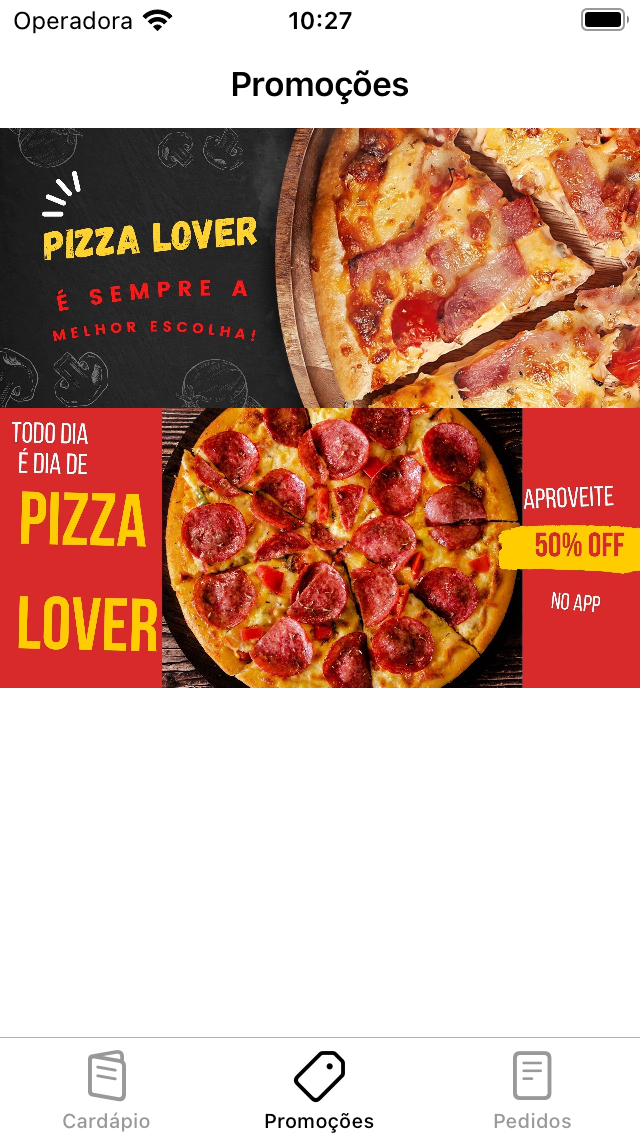 Operadora 10:27
Promoções
PIZZA LOVER
É SEMPRE A
MELHOR ESCOLHA!
TODO DIA
É DIA DE
PIZZA
LOVER
APROVEITE
50% OFF
NO APP
Cardápio Promoções Pedidos